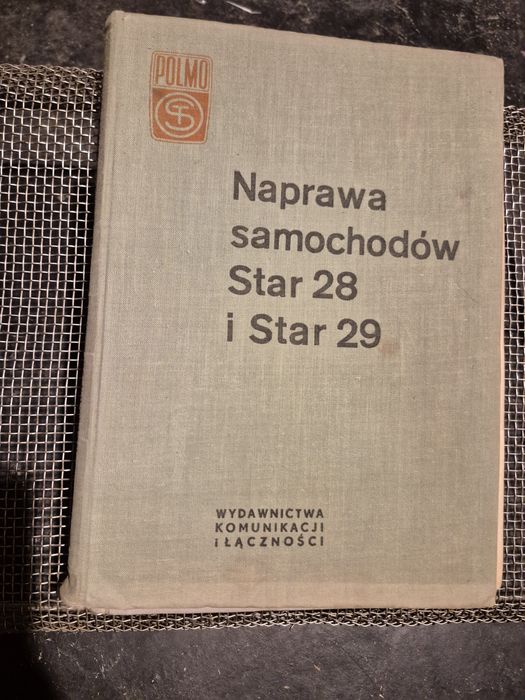 POLMO
Naprawa
samochodów
Star 28
i Star 29
WYDAWNICTWA
KOMUNIKACJI
i ŁĄCZNOŚCI